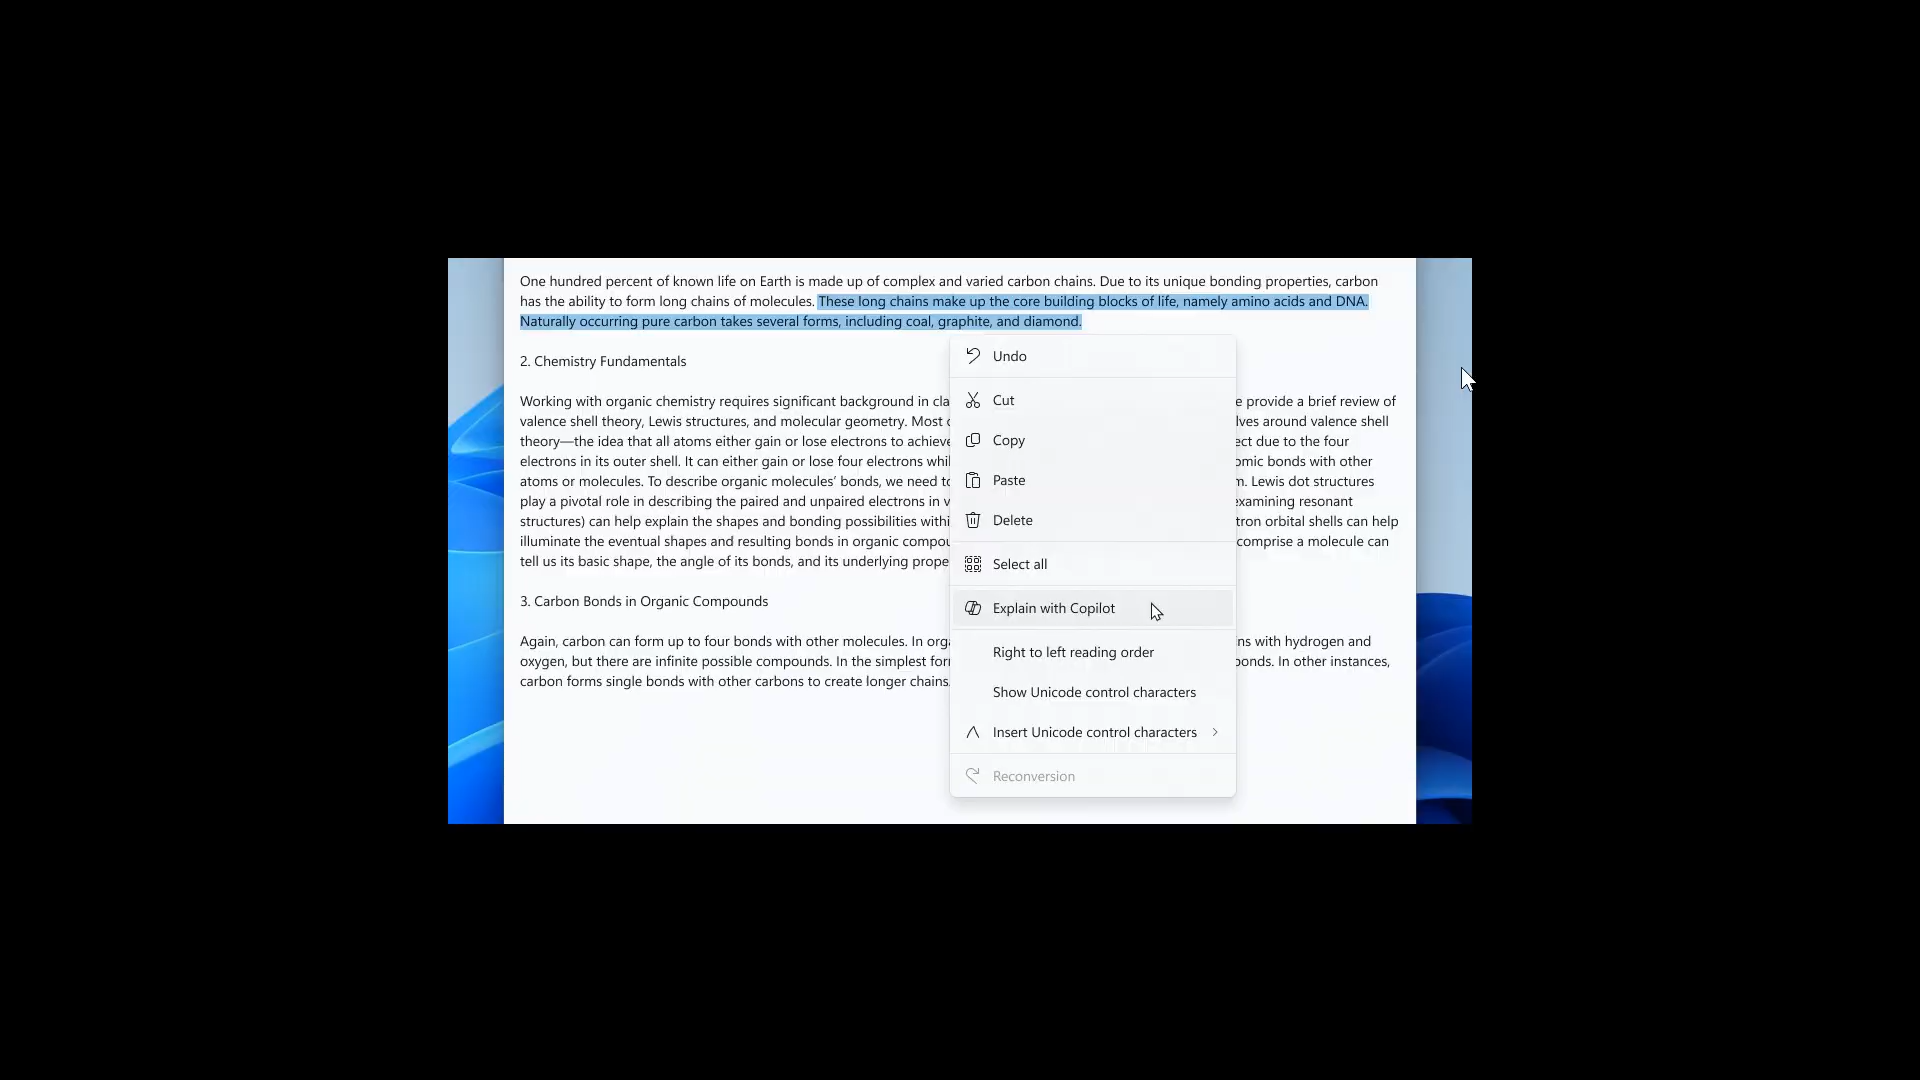 One hundred percent of known life on Earth is made up of complex and varied carbon chains. Due to its unique bonding properties, carbon
has the ability to form long chains of molecules. These long chains make up the core building blocks of life, namely amino acids and DNA.
Naturally occurring pure carbon takes several forms, including coal, graphite, and diamond.
2. Chemistry Fundamentals
Working with organic chemistry requires significant background in cla e provide a brief review of
valence shell theory, Lewis structures, and molecular geometry. Most lves around valence shell
theory—the idea that all atoms either gain or lose electrons to achieve ect due to the four
electrons in its outer shell. It can either gain or lose four electrons whil omic bonds with other
atoms or molecules. To describe organic molecules’ bonds, we need to m. Lewis dot structures
play a pivotal role in describing the paired and unpaired electrons in v examining resonant
structures) can help explain the shapes and bonding possibilities withi tron orbital shells can help
illuminate the eventual shapes and resulting bonds in organic compou comprise a molecule can
tell us its basic shape, the angle of its bonds, and its underlying prope
3. Carbon Bonds in Organic Compounds
Again, carbon can form up to four bonds with other molecules. In orga ins with hydrogen and
oxygen, but there are infinite possible compounds. In the simplest for bonds. In other instances,
carbon forms single bonds with other carbons to create longer chains.
Undo
Cut
Copy
Paste
Delete
Select all
Explain with Copilot
Right to left reading order
Show Unicode control characters
Insert Unicode control characters
Reconversion